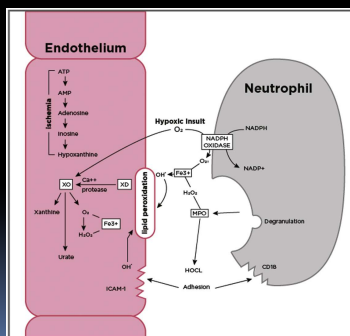 Endothelium
Neutrophil
Ischemia
ATP
AMP
Adenosine
Inosine
Hypoxanthine
Hypoxic Insult
O₂
NADPH
OXIDASE
NADPH
NADP+
O₂-
Fe3+
OH⁻
H₂O₂
MPO
Degranulation
HOCL
XO
Ca++
protease
XD
lipid peroxidation
Xanthine
O₂
Fe3+
H₂O₂
Urate
OH⁻
ICAM-1
Adhesion
CD18